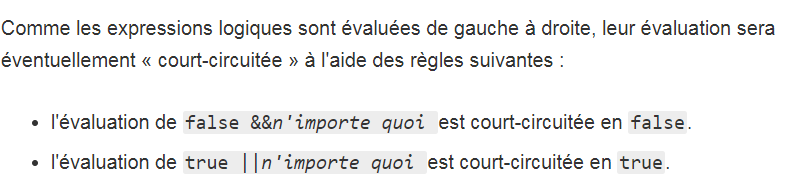 Comme les expressions logiques sont évaluées de gauche à droite, leur évaluation sera
éventuellement « court-circuitée » à l'aide des règles suivantes :
• l'évaluation de false &&n'importe quoi est court-circuitée en false.
• l'évaluation de true ||n'importe quoi est court-circuitée en true.